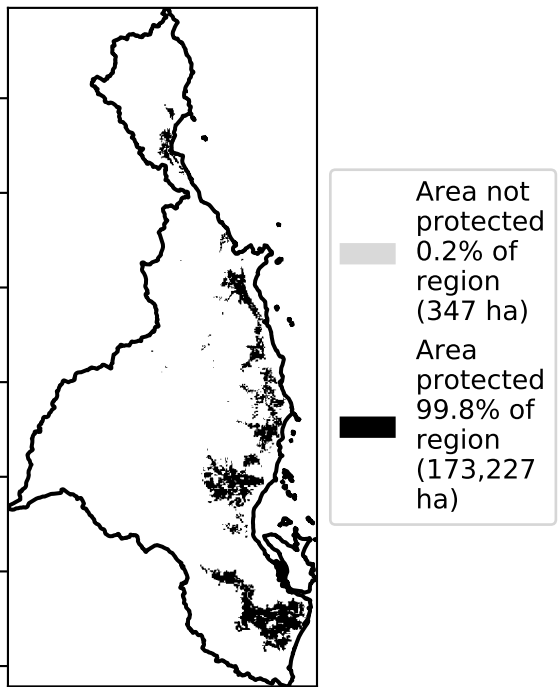 Area not
protected
0.2% of
region
(347 ha)
Area
protected
99.8% of
region
(173,227
ha)